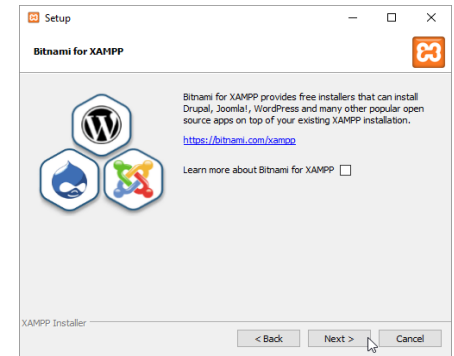 Setup
Bitnami for XAMPP
Bitnami for XAMPP provides free installers that can install
Drupal, Joomla!, WordPress and many other popular open
source apps on top of your existing XAMPP installation.
https://bitnami.com/xampp
Learn more about Bitnami for XAMPP
XAMPP Installer
< Back
Next >
Cancel